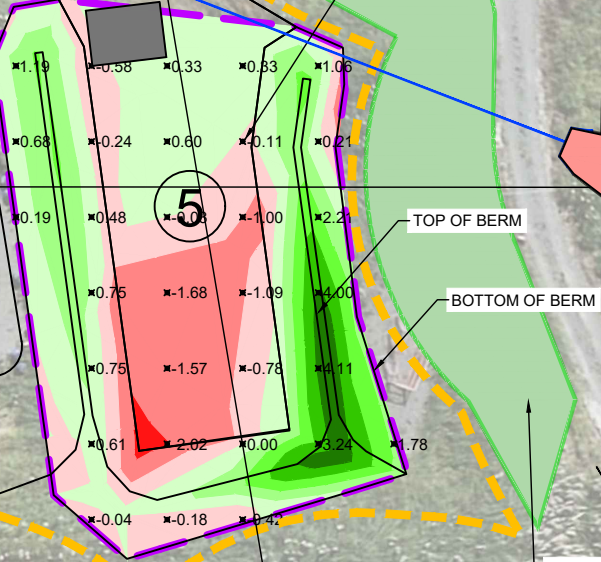 1.19 -0.58 0.33 0.33 1.06
0.68 -0.24 0.60 -0.11 0.21
5
0.19 0.48 -0.03 -1.00 2.21
TOP OF BERM
0.75 -1.68 -1.09 4.00
BOTTOM OF BERM
0.75 -1.57 -0.78 4.11
0.61 -2.02 0.00 3.24 1.78
-0.04 -0.18 -0.42